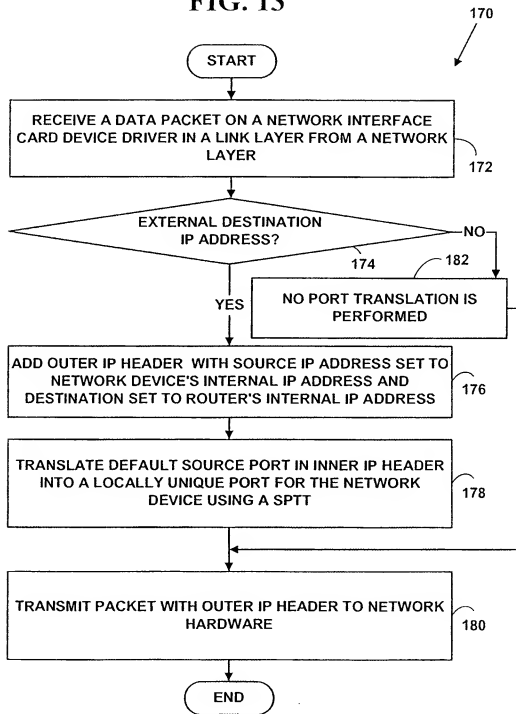 FIG. 13
170
START
RECEIVE A DATA PACKET ON A NETWORK INTERFACE
CARD DEVICE DRIVER IN A LINK LAYER FROM A NETWORK
LAYER
172
EXTERNAL DESTINATION
IP ADDRESS?
NO
174
182
YES
NO PORT TRANSLATION IS
PERFORMED
ADD OUTER IP HEADER WITH SOURCE IP ADDRESS SET TO
NETWORK DEVICE'S INTERNAL IP ADDRESS AND
DESTINATION SET TO ROUTER'S INTERNAL IP ADDRESS
176
TRANSLATE DEFAULT SOURCE PORT IN INNER IP HEADER
INTO A LOCALLY UNIQUE PORT FOR THE NETWORK
DEVICE USING A SPTT
178
TRANSMIT PACKET WITH OUTER IP HEADER TO NETWORK
HARDWARE
180
END